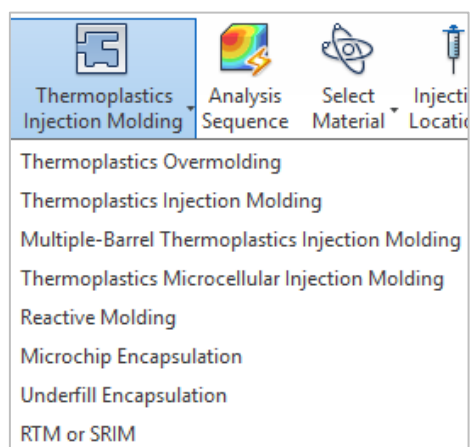 Thermoplastics
Injection Molding
Analysis
Sequence
Select
Material
Thermoplastics Overmolding
Thermoplastics Injection Molding
Multiple-Barrel Thermoplastics Injection Molding
Thermoplastics Microcellular Injection Molding
Reactive Molding
Microchip Encapsulation
Underfill Encapsulation
RTM or SRIM